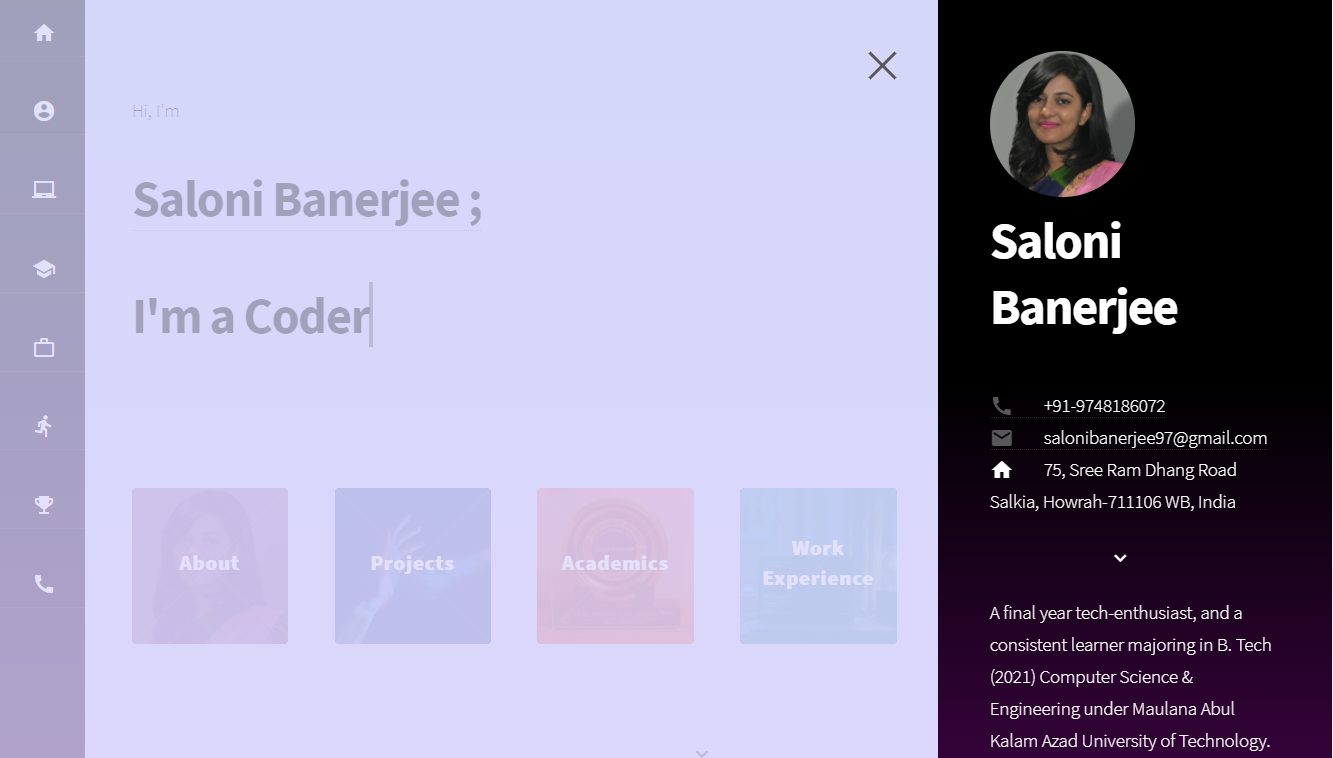 Hi, I'm
Saloni Banerjee ;
I'm a Coder
About
Projects
Academics
Work
Experience
Saloni
Banerjee
+91-9748186072
salonibanerjee97@gmail.com
75, Sree Ram Dhang Road
Salkia, Howrah-711106 WB, India
A final year tech-enthusiast, and a
consistent learner majoring in B. Tech
(2021) Computer Science &
Engineering under Maulana Abul
Kalam Azad University of Technology.